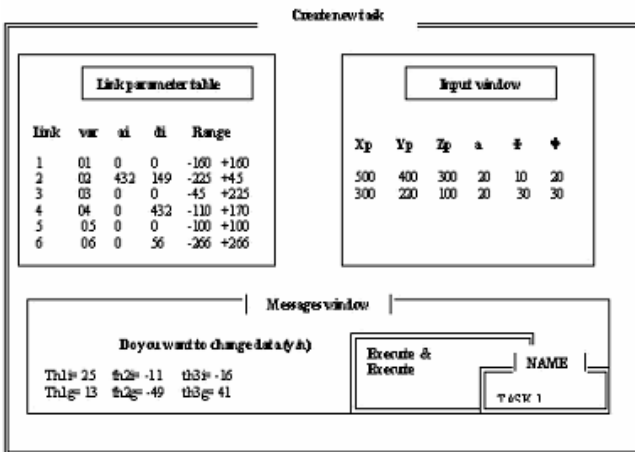 Create new task
Link parameter table
Link var ai di Range
1 01 0 0 -160 +160
2 02 432 149 -225 +45
3 03 0 0 -45 +225
4 04 0 432 -110 +170
5 05 0 0 -100 +100
6 06 0 56 -266 +266
Input window
Xp Yp Zp a Φ Ψ
500 400 300 20 10 20
300 220 100 20 30 30
Messages window
Do you want to change data(y/n)
Th1i= 25 th2i= -11 th3i= -16
Th1g= 13 th2g= -49 th3g= 41
Execute &
Execute
NAME
TASK 1